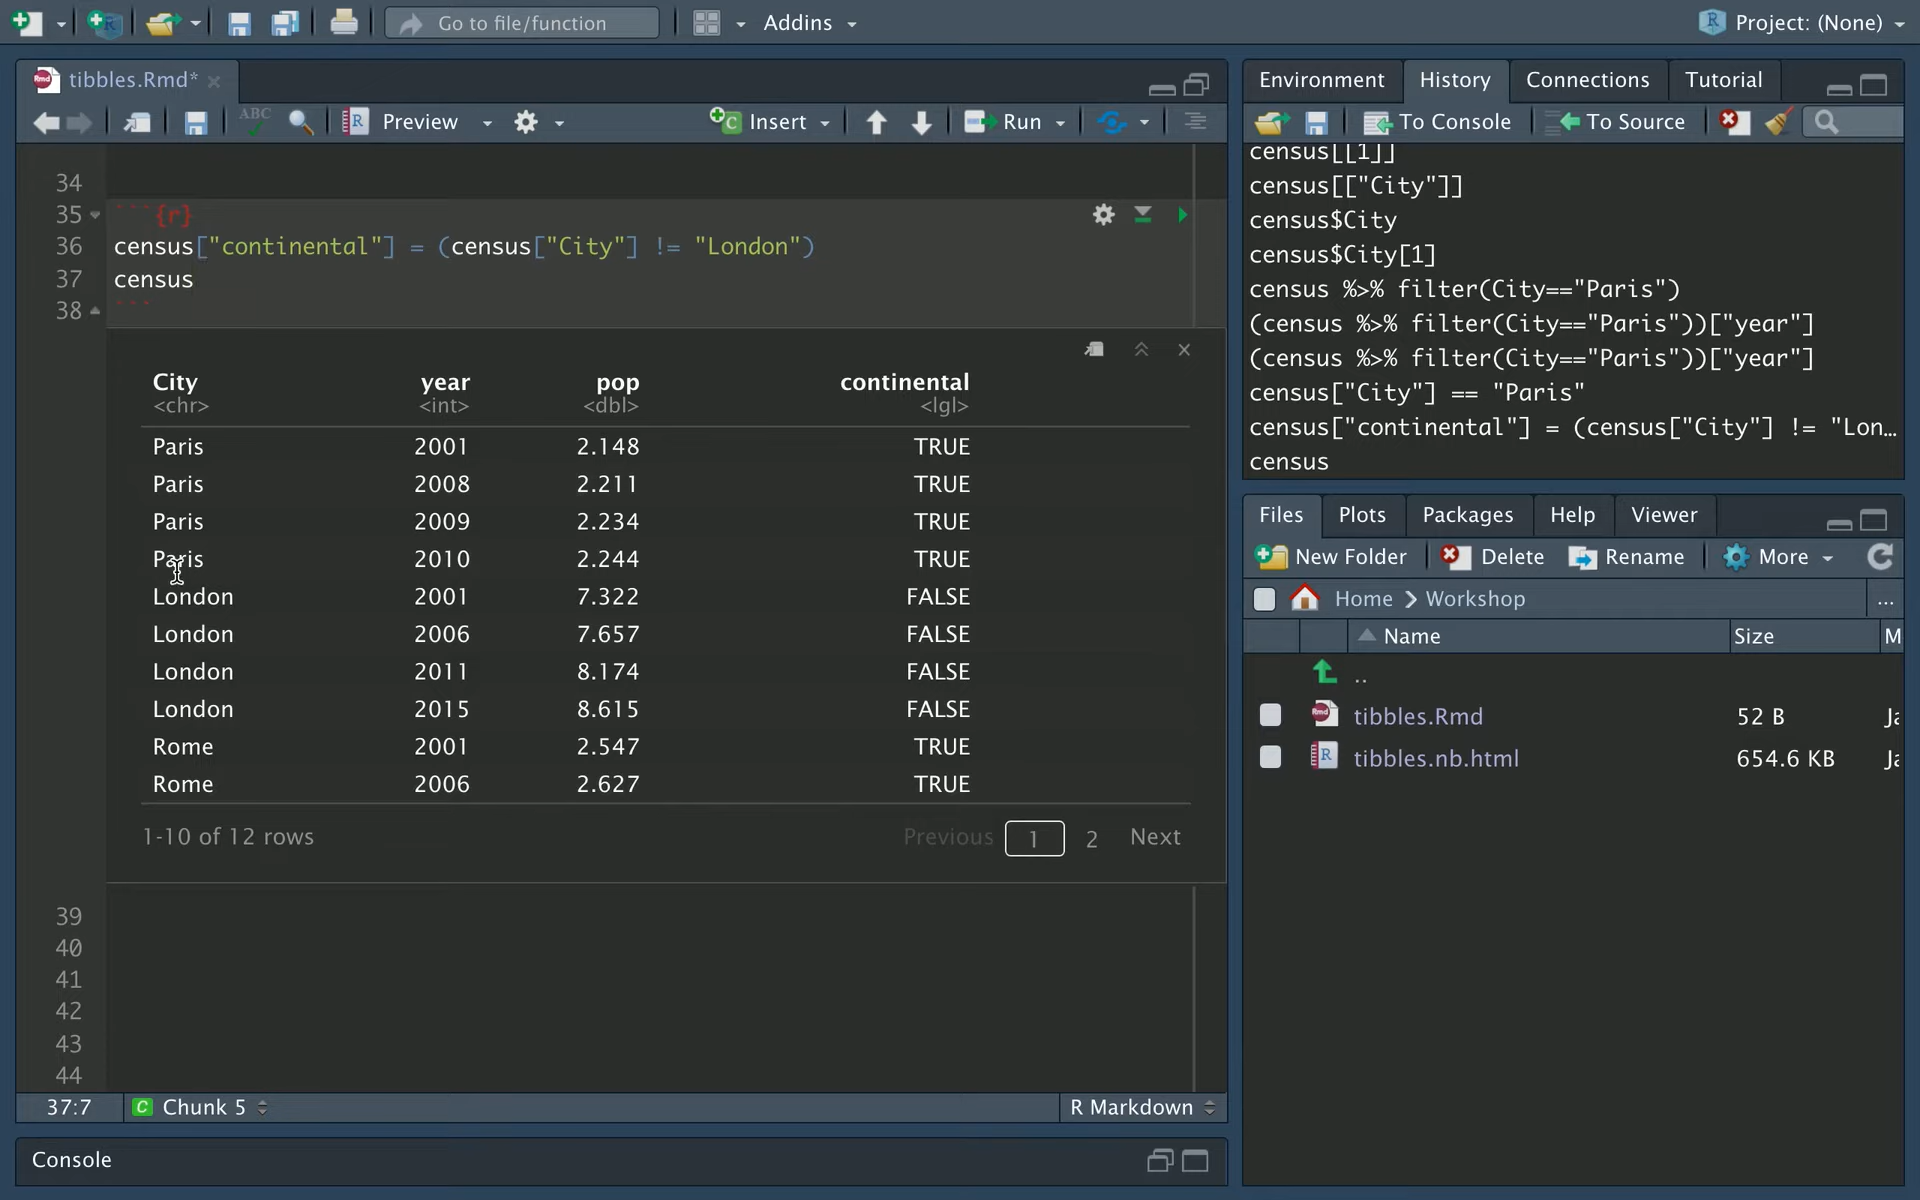 Go to file/function
Addins
Project: (None)
tibbles.Rmd*
ABC
Preview
Insert
Run
34
35 ```{r}
36 census["continental"] = (census["City"] != "London")
37 census
38 ```
City year pop continental
<chr> <int> <dbl> <lgl>
Paris 2001 2.148 TRUE
Paris 2008 2.211 TRUE
Paris 2009 2.234 TRUE
Paris 2010 2.244 TRUE
London 2001 7.322 FALSE
London 2006 7.657 FALSE
London 2011 8.174 FALSE
London 2015 8.615 FALSE
Rome 2001 2.547 TRUE
Rome 2006 2.627 TRUE
1-10 of 12 rows Previous 1 2 Next
39
40
41
42
43
44
37:7 C Chunk 5 R Markdown
Console
Environment History Connections Tutorial
To Console To Source
census[[1]]
census[["City"]]
census$City
census$City[1]
census %>% filter(City=="Paris")
(census %>% filter(City=="Paris"))["year"]
(census %>% filter(City=="Paris"))["year"]
census["City"] == "Paris"
census["continental"] = (census["City"] != "Lon…
census
Files Plots Packages Help Viewer
New Folder Delete Rename More
Home Workshop ...
Name Size M
..
tibbles.Rmd 52 B Ja
tibbles.nb.html 654.6 KB Ja